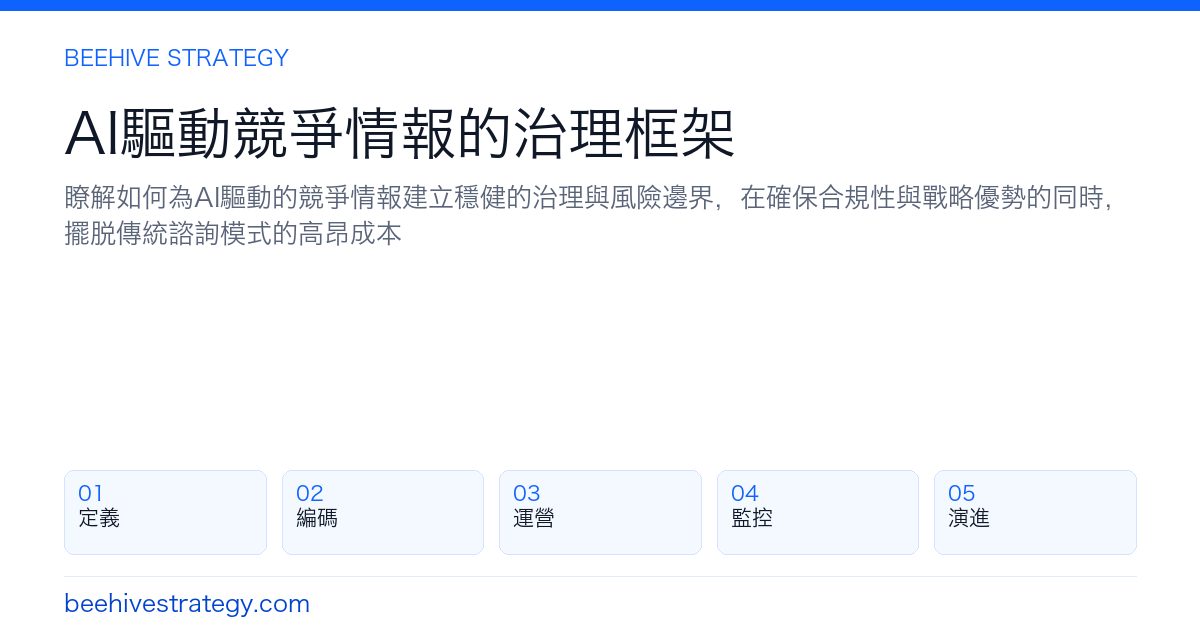 BEEHIVE STRATEGY
AI驅動競爭情報的治理框架
瞭解如何為AI驅動的競爭情報建立穩健的治理與風險邊界，在確保合規性與戰略優勢的同時，
擺脱傳統諮詢模式的高昂成本
01
定義
02
編碼
03
運營
04
監控
05
演進
beehivestrategy.com